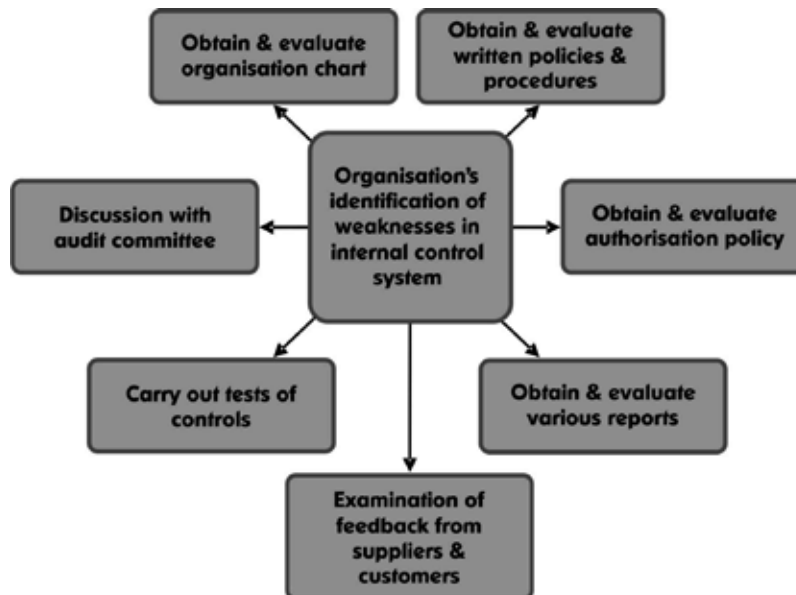 Obtain & evaluate
organisation chart
Obtain & evaluate
written policies &
procedures
Organisation's
identification of
weaknesses in
internal control
system
Discussion with
audit committee
Obtain & evaluate
authorisation policy
Carry out tests of
controls
Obtain & evaluate
various reports
Examination of
feedback from
suppliers &
customers